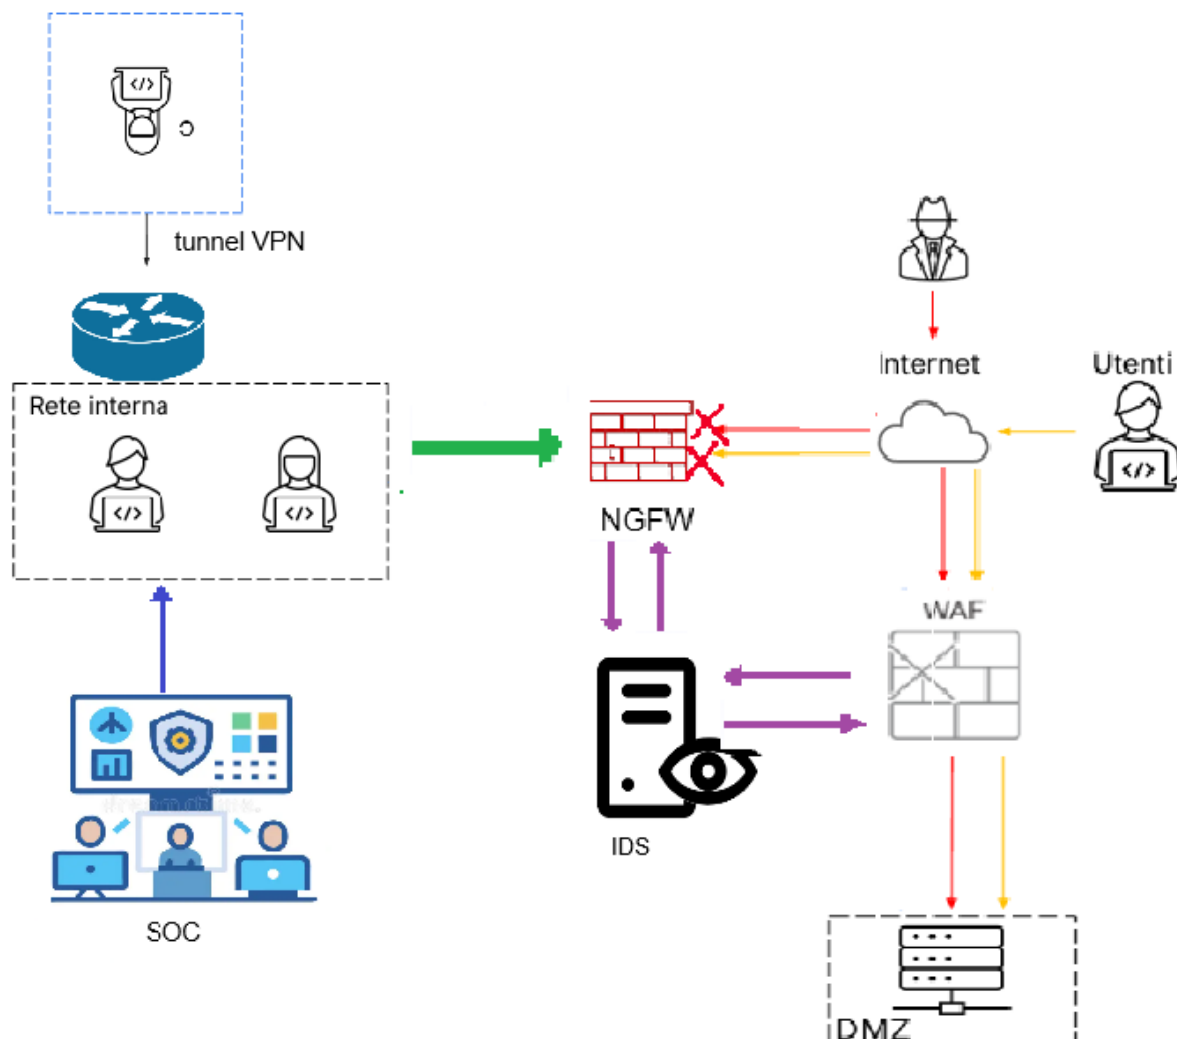 tunnel VPN
Internet
Utenti
Rete interna
NGFW
WAF
IDS
SOC
DMZ